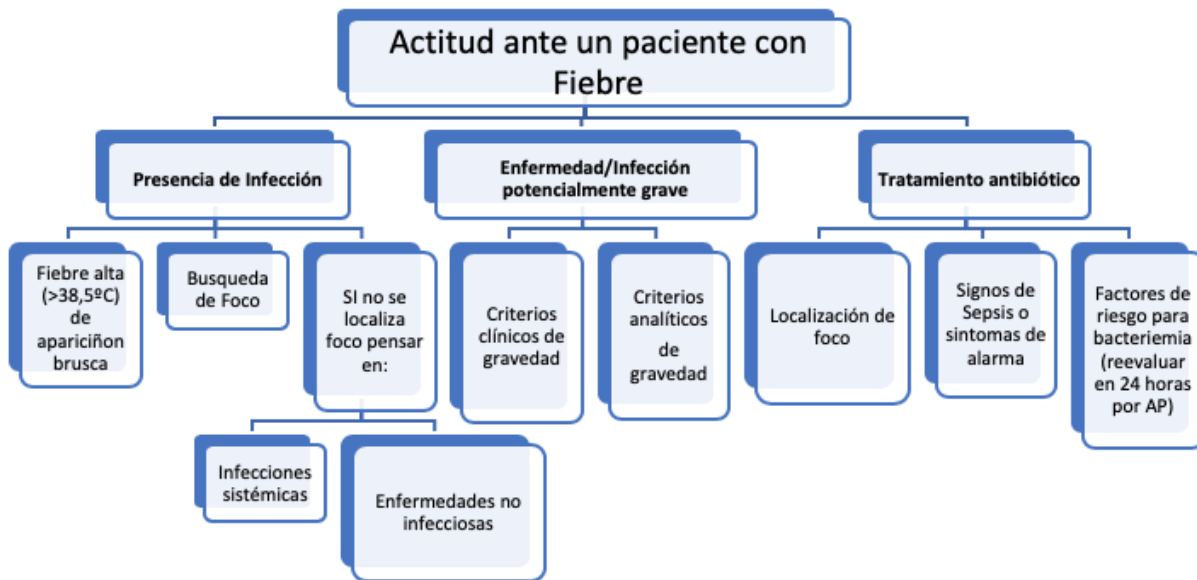 Actitud ante un paciente con
Fiebre
Presencia de Infección
Enfermedad/Infección
potencialmente grave
Tratamiento antibiótico
Fiebre alta
(>38,5ºC)
de
apariciñon
brusca
Busqueda
de Foco
SI no se
localiza
foco pensar
en:
Criterios
clínicos de
gravedad
Criterios
analíticos
de
gravedad
Localización de
foco
Signos de
Sepsis o
sintomas de
alarma
Factores de
riesgo para
bacteriemia
(reevaluar
en 24 horas
por AP)
Infecciones
sistémicas
Enfermedades no
infecciosas